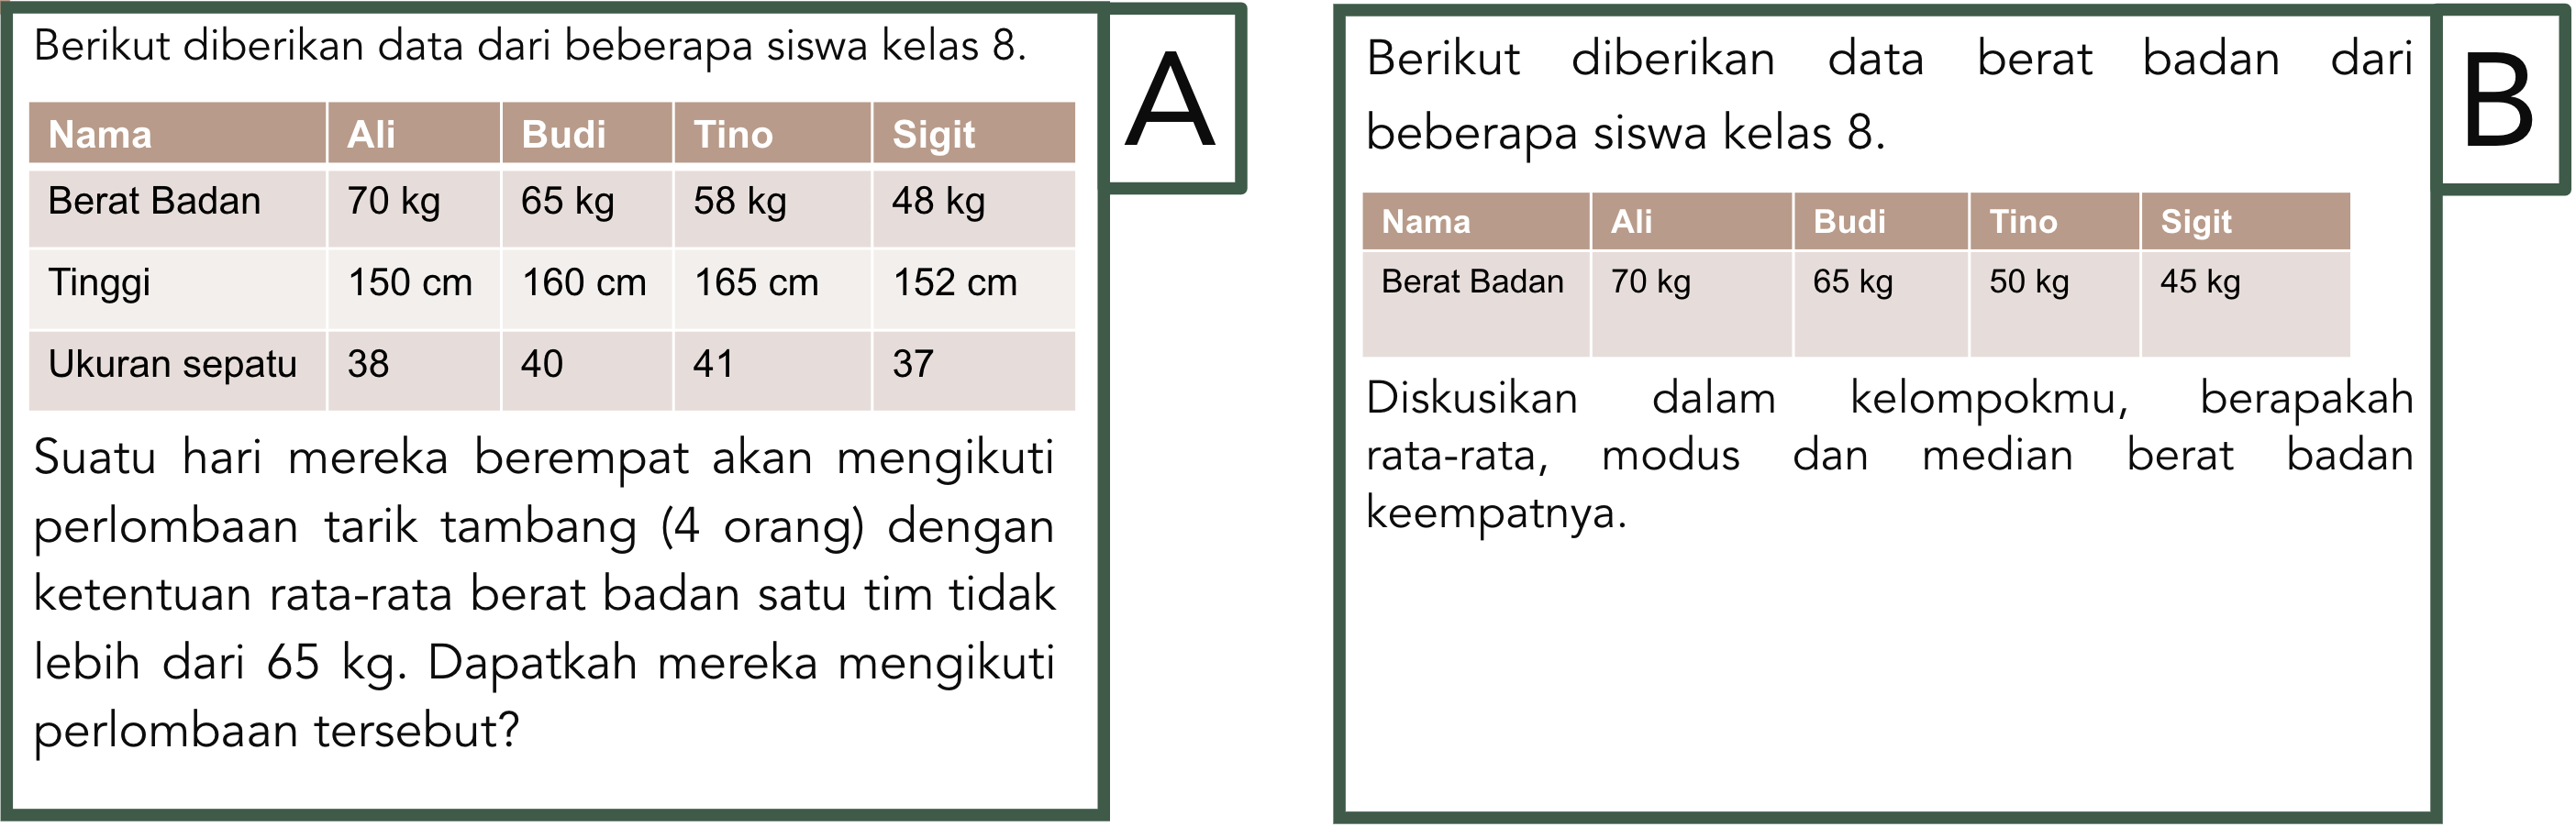 Berikut diberikan data dari beberapa siswa kelas 8.
Nama Ali Budi Tino Sigit
Berat Badan 70 kg 65 kg 58 kg 48 kg
Tinggi 150 cm 160 cm 165 cm 152 cm
Ukuran sepatu 38 40 41 37
Suatu hari mereka berempat akan mengikuti
perlombaan tarik tambang (4 orang) dengan
ketentuan rata-rata berat badan satu tim tidak
lebih dari 65 kg. Dapatkah mereka mengikuti
perlombaan tersebut?
A
Berikut diberikan data berat badan dari
beberapa siswa kelas 8.
Nama Ali Budi Tino Sigit
Berat Badan 70 kg 65 kg 50 kg 45 kg
Diskusikan dalam kelompokmu, berapakah
rata-rata, modus dan median berat badan
keempatnya.
B